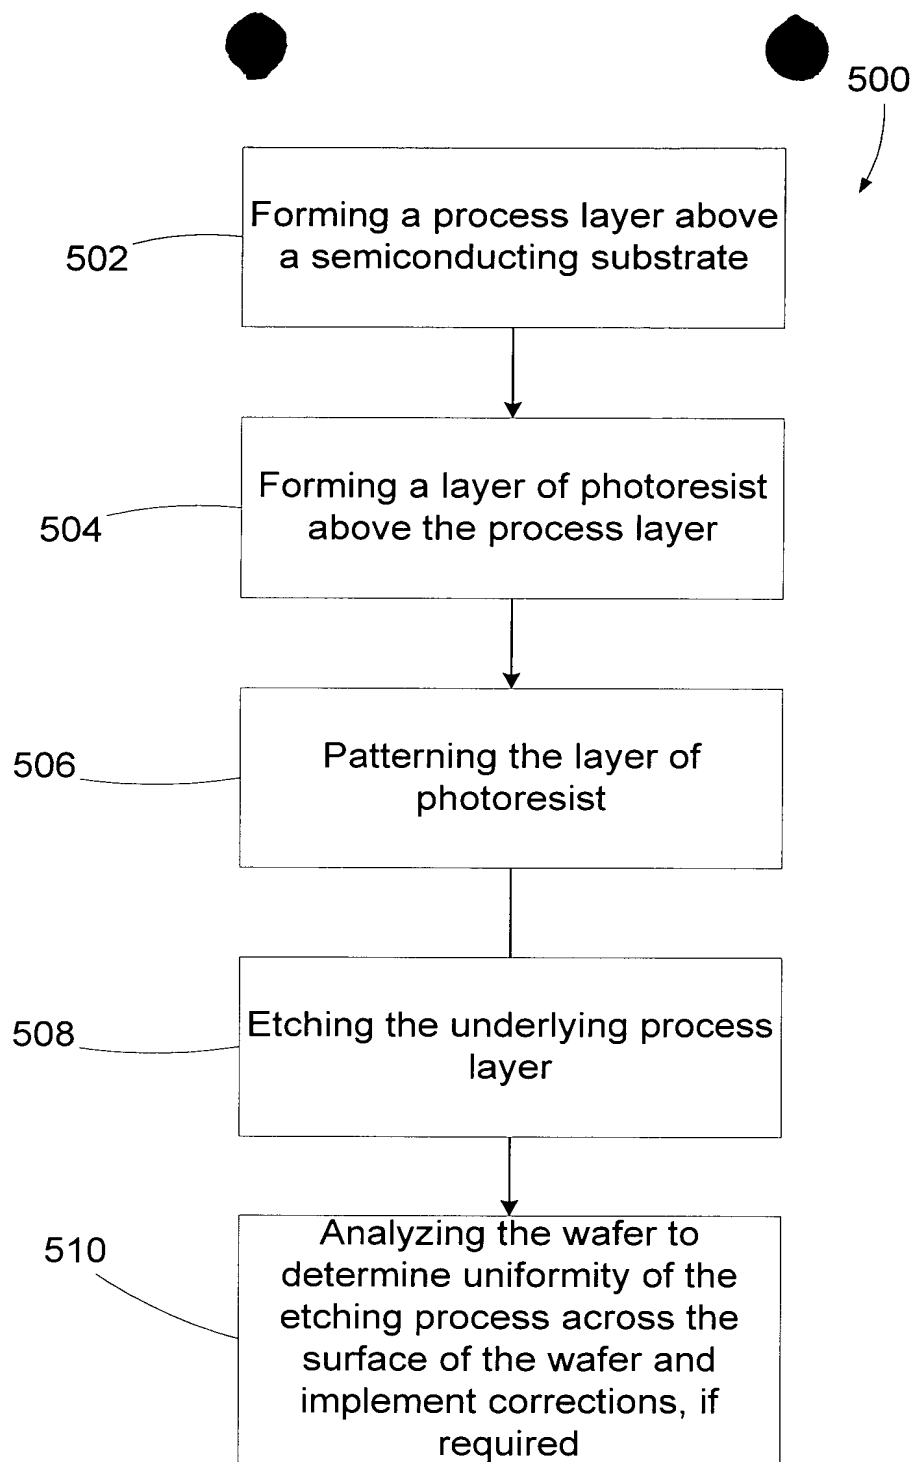 500
502
Forming a process layer above
a semiconducting substrate
504
Forming a layer of photoresist
above the process layer
506
Patterning the layer of
photoresist
508
Etching the underlying process
layer
510
Analyzing the wafer to
determine uniformity of the
etching process across the
surface of the wafer and
implement corrections, if
required